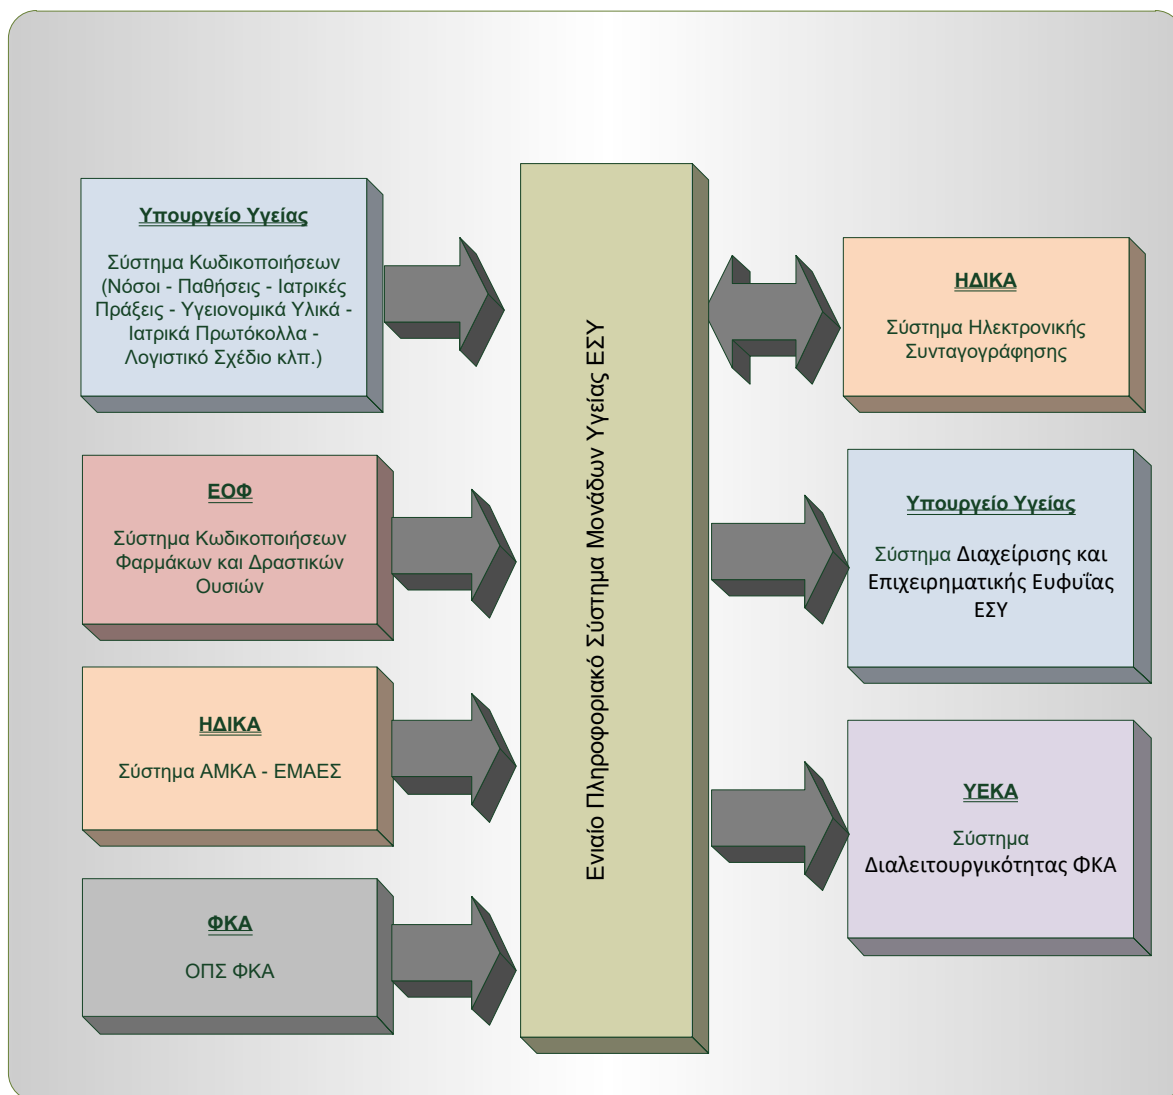 Υπουργείο Υγείας
Σύστημα Κωδικοποιήσεων
(Νόσοι - Παθήσεις - Ιατρικές
Πράξεις - Υγειονομικά Υλικά -
Ιατρικά Πρωτόκολλα -
Λογιστικό Σχέδιο κλπ.)
ΕΟΦ
Σύστημα Κωδικοποιήσεων
Φαρμάκων και Δραστικών
Ουσιών
ΗΔΙΚΑ
Σύστημα ΑΜΚΑ - ΕΜΑΕΣ
ΦΚΑ
ΟΠΣ ΦΚΑ
Ενιαίο Πληροφοριακό Σύστημα Μονάδων Υγείας ΕΣΥ
ΗΔΙΚΑ
Σύστημα Ηλεκτρονικής
Συνταγογράφησης
Υπουργείο Υγείας
Σύστημα Διαχείρισης και
Επιχειρηματικής Ευφυΐας
ΕΣΥ
ΥΕΚΑ
Σύστημα
Διαλειτουργικότητας ΦΚΑ